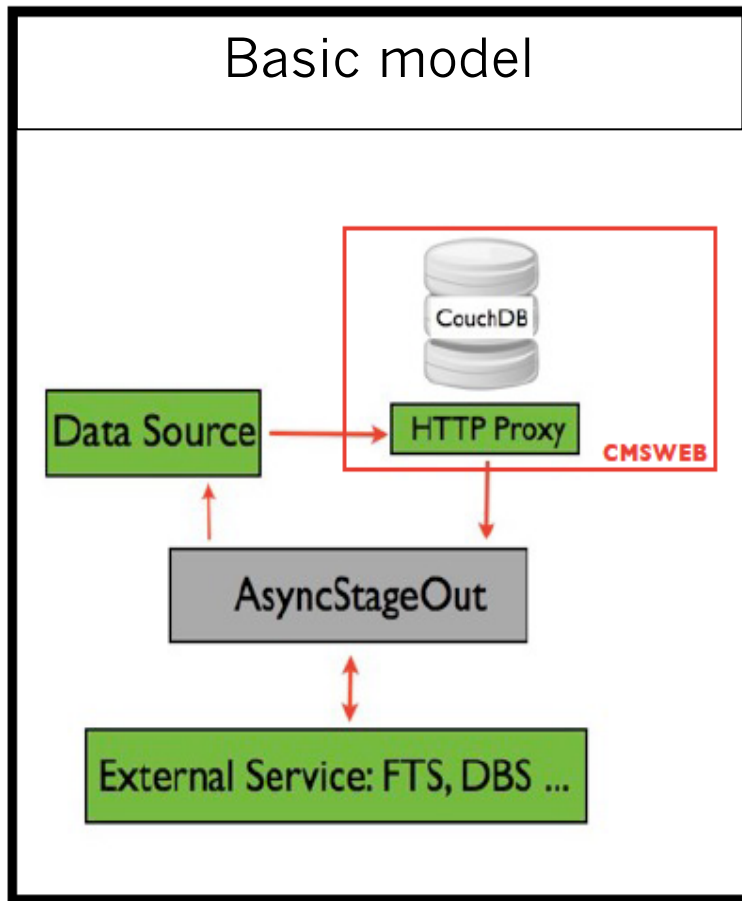 Basic model
CouchDB
Data Source
HTTP Proxy
CMSWEB
AsyncStageOut
External Service: FTS, DBS ...